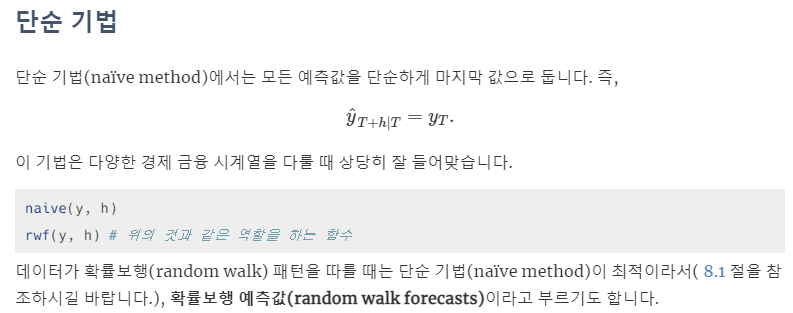 단순 기법
단순 기법(naïve method)에서는 모든 예측값을 단순하게 마지막 값으로 둡니다. 즉,
ŷ_{T+h|T} = y_T.
이 기법은 다양한 경제 금융 시계열을 다룰 때 상당히 잘 들어맞습니다.
naive(y, h)
rwf(y, h) # 위의 것과 같은 역할을 하는 함수
데이터가 확률보행(random walk) 패턴을 따를 때는 단순 기법(naïve method)이 최적이라서( 8.1 절을 참
조하시길 바랍니다.), 확률보행 예측값(random walk forecasts)이라고 부르기도 합니다.